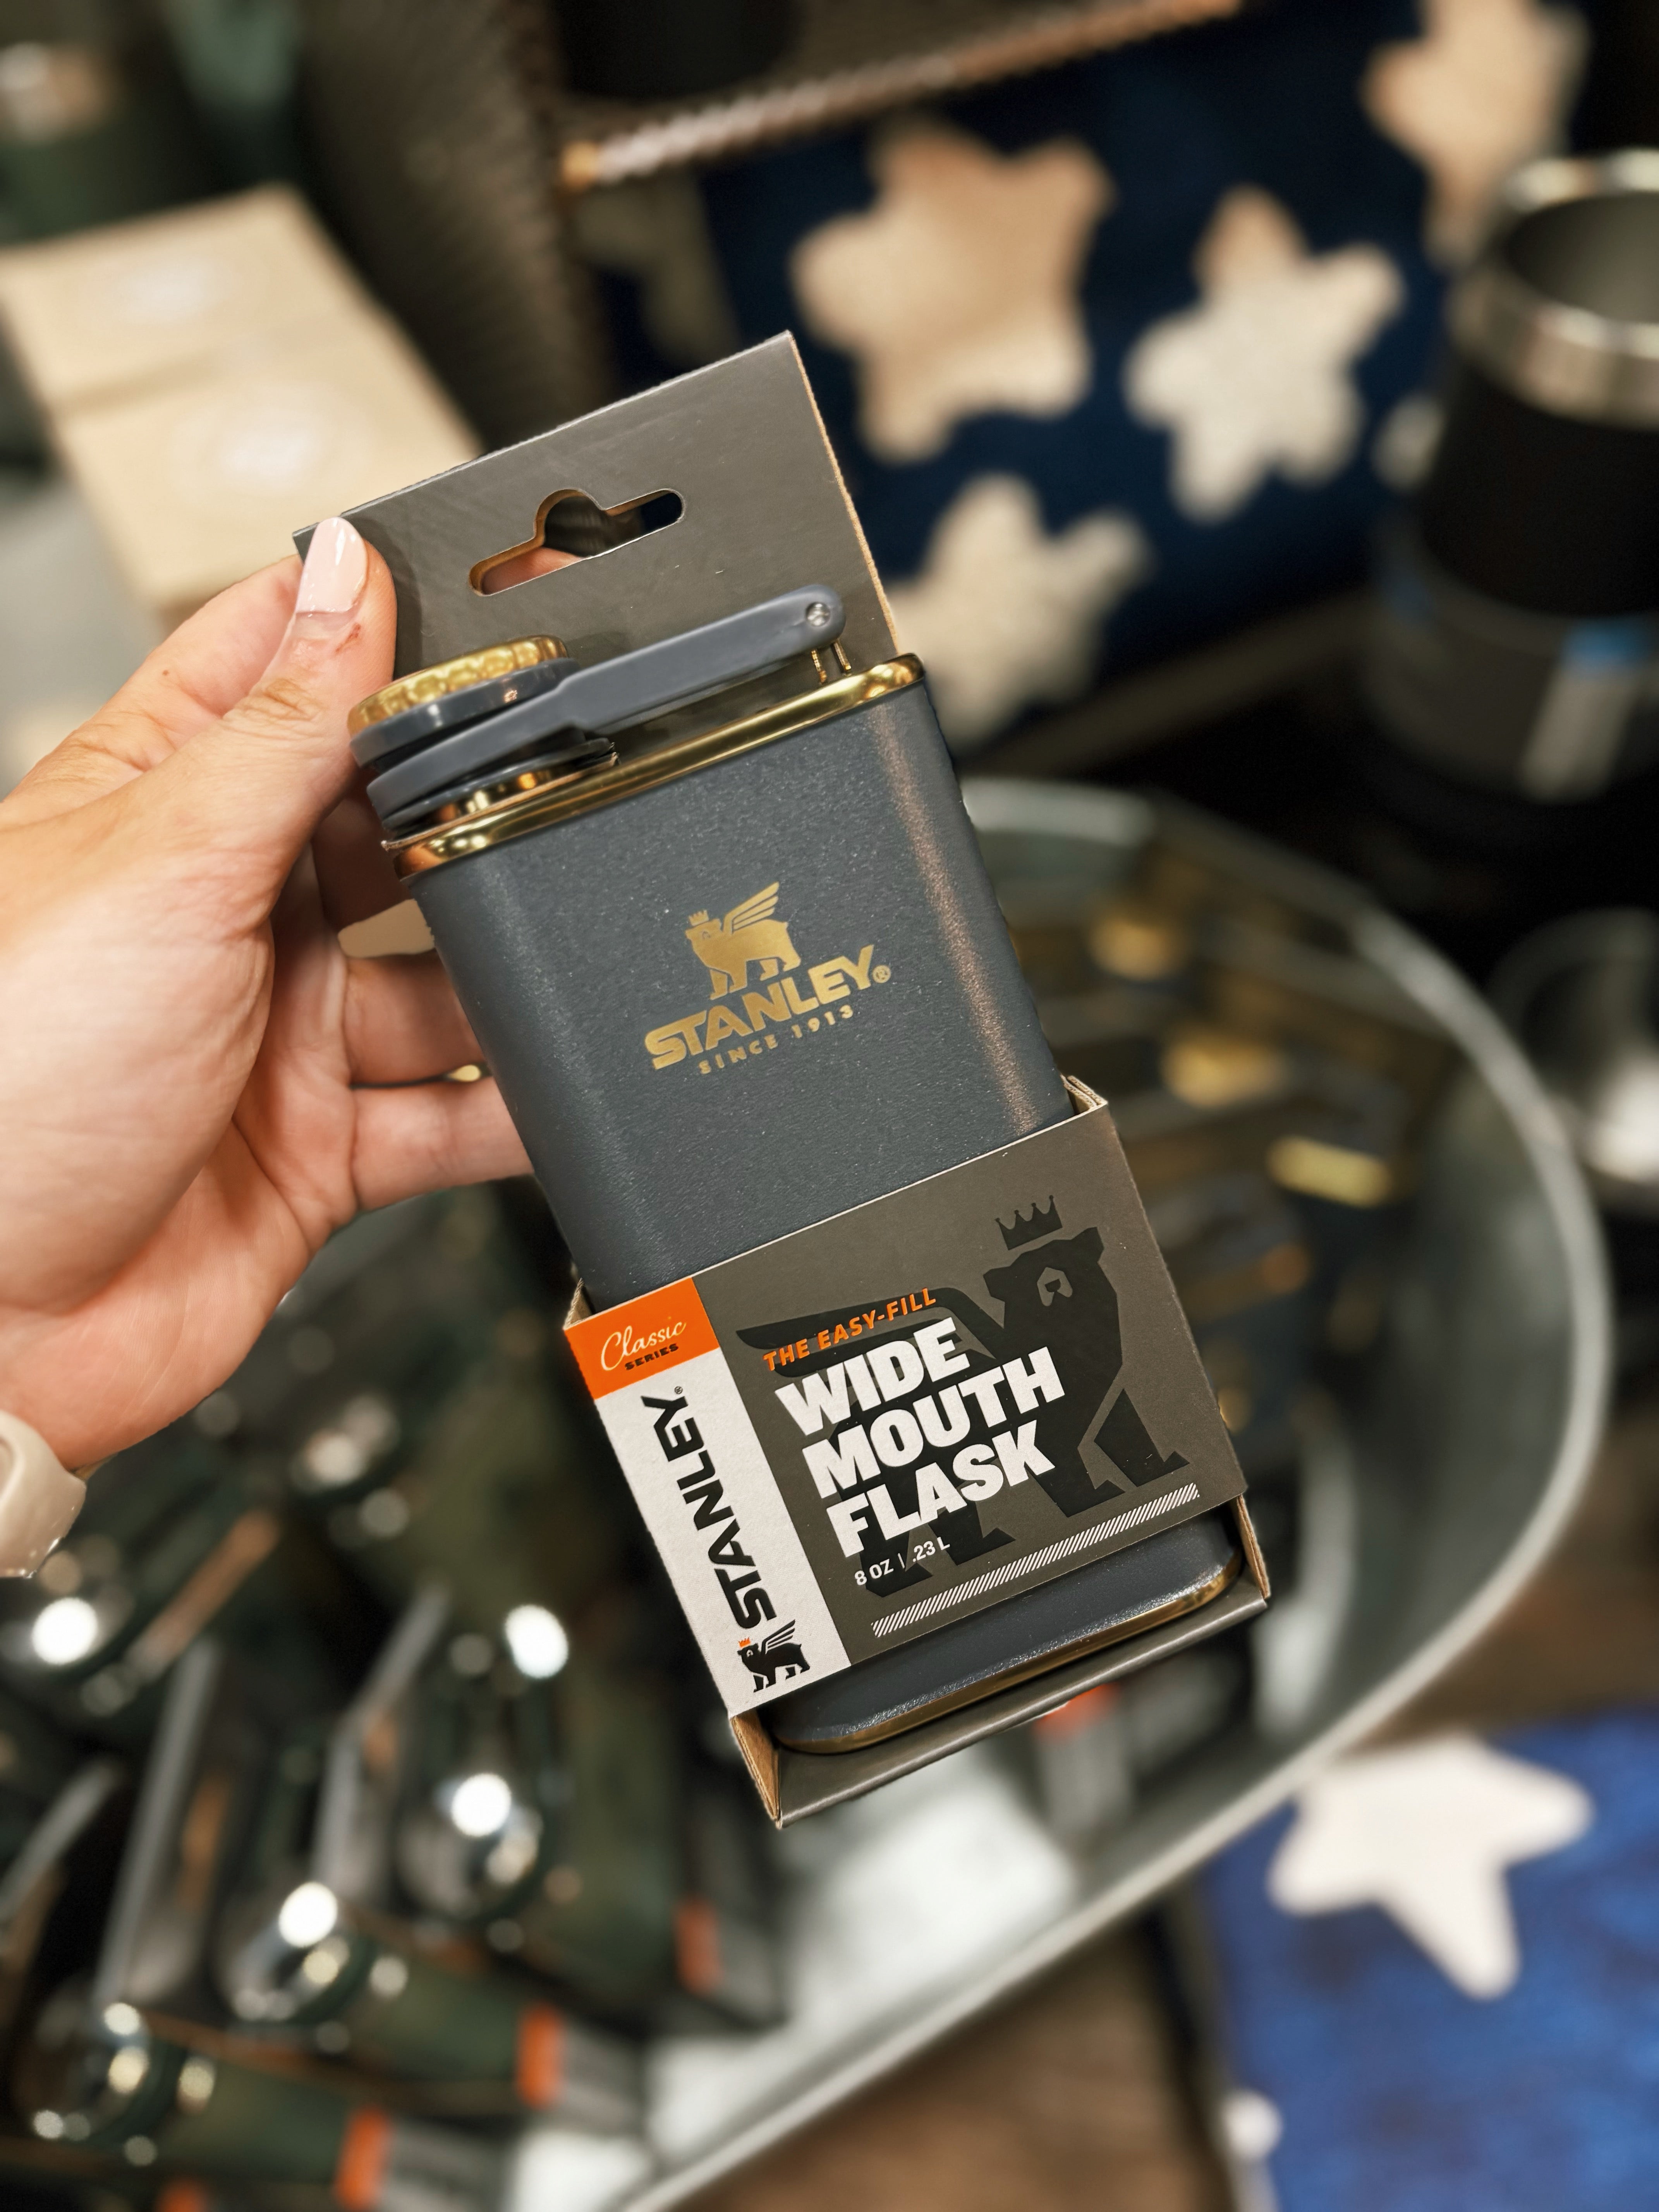 STANLEY®
SINCE 1913
Classic
SERIES
STANLEY®
THE EASY-FILL
WIDE
MOUTH
FLASK
8 OZ | .23 L